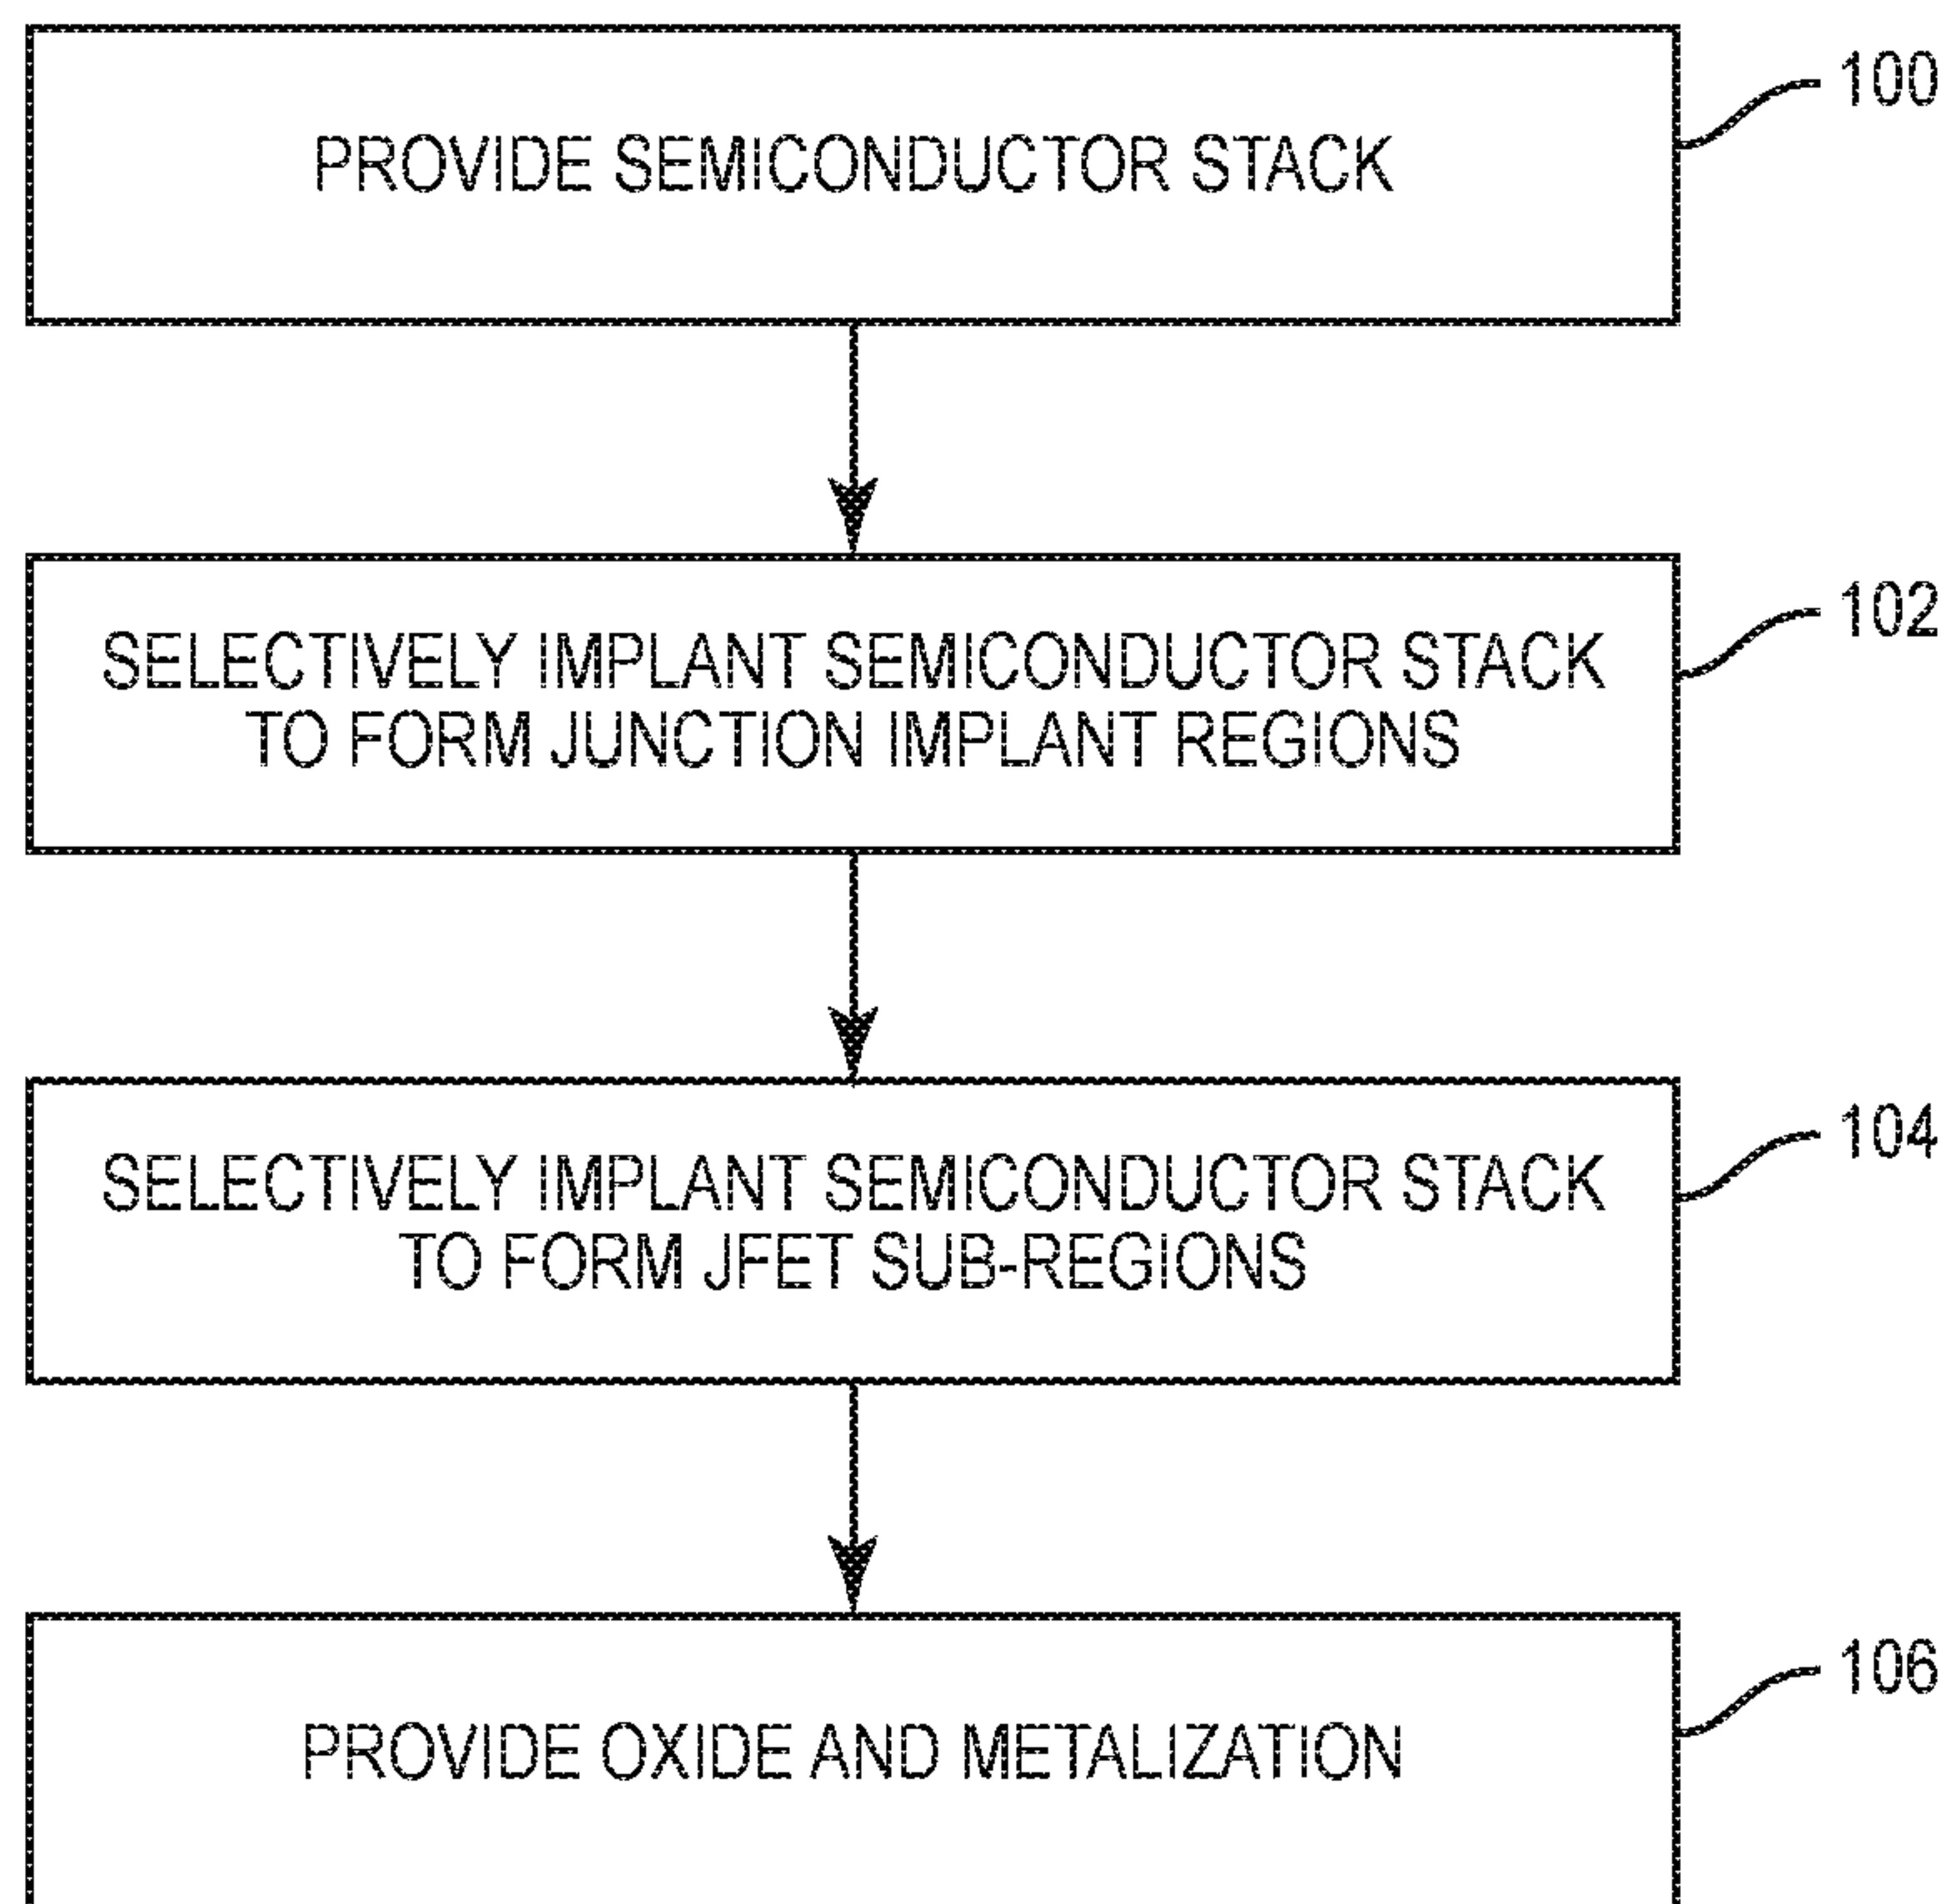 PROVIDE SEMICONDUCTOR STACK
100
SELECTIVELY IMPLANT SEMICONDUCTOR STACK
TO FORM JUNCTION IMPLANT REGIONS
102
SELECTIVELY IMPLANT SEMICONDUCTOR STACK
TO FORM JFET SUB-REGIONS
104
PROVIDE OXIDE AND METALIZATION
106